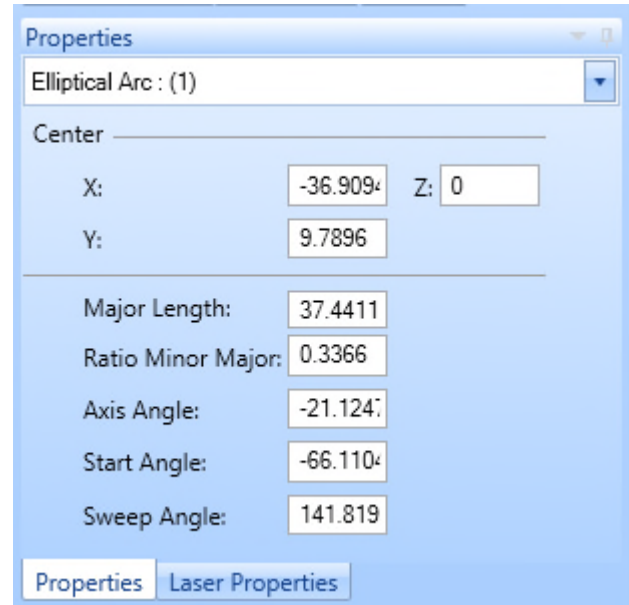 Properties
Elliptical Arc : (1)
Center
X: -36.909 Z: 0
Y: 9.7896
Major Length: 37.4411
Ratio Minor Major: 0.3366
Axis Angle: -21.124
Start Angle: -66.110
Sweep Angle: 141.819
Properties Laser Properties